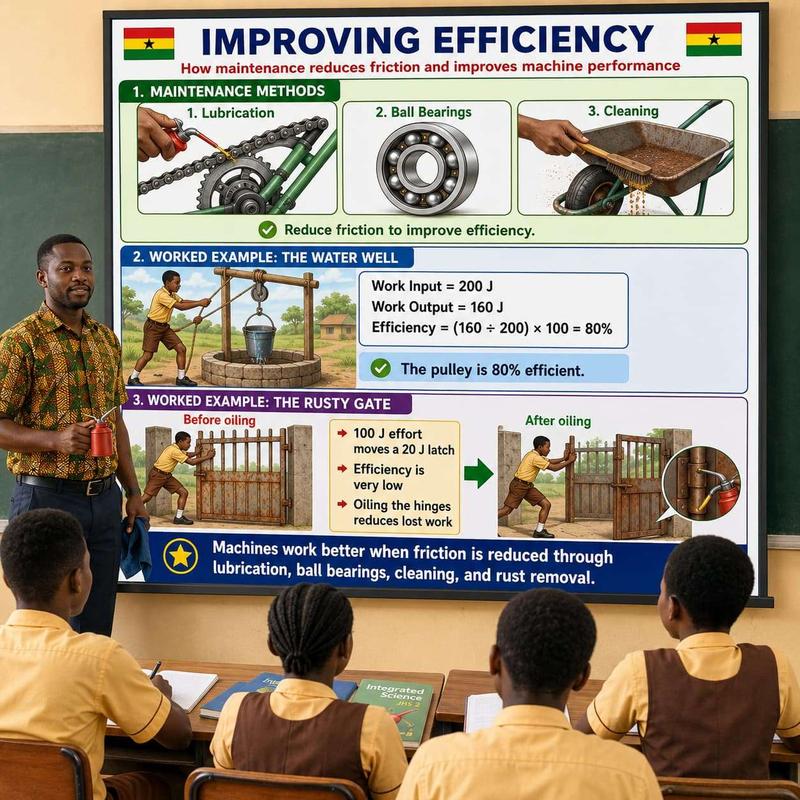 IMPROVING EFFICIENCY
How maintenance reduces friction and improves machine performance
1. MAINTENANCE METHODS
1. Lubrication
2. Ball Bearings
3. Cleaning
Reduce friction to improve efficiency.
2. WORKED EXAMPLE: THE WATER WELL
Work Input = 200 J
Work Output = 160 J
Efficiency = (160 ÷ 200) × 100 = 80%
The pulley is 80% efficient.
3. WORKED EXAMPLE: THE RUSTY GATE
Before oiling
100 J effort
moves a 20 J latch
Efficiency is
very low
Oiling the hinges
reduces lost work
After oiling
Machines work better when friction is reduced through
lubrication, ball bearings, cleaning, and rust removal.
Integrated
Science
JHS 2